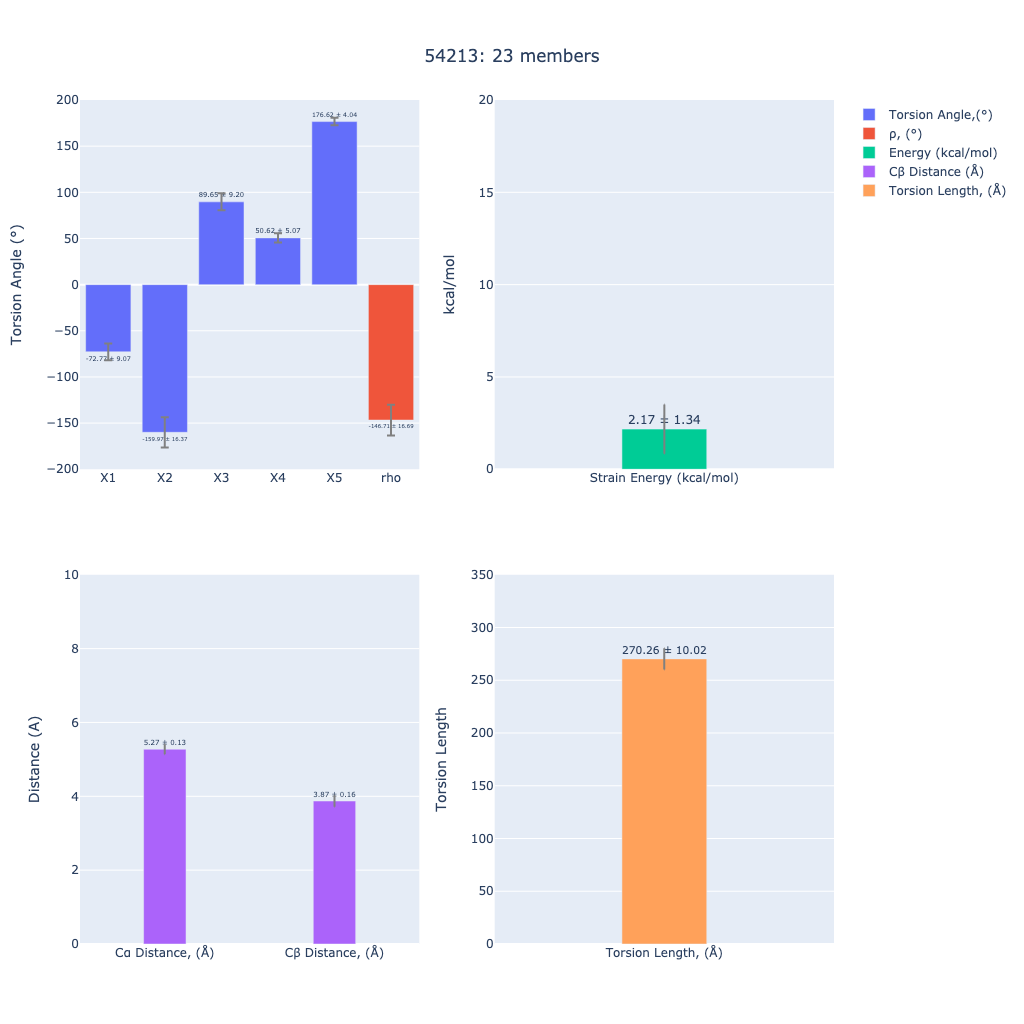 54213: 23 members
Torsion Angle (°)
200
150
100
50
0
−50
−100
−150
−200
-72.77 ± 9.07
-159.97 ± 16.37
89.65 ± 9.20
50.62 ± 5.07
176.62 ± 4.04
-146.71 ± 16.69
X1 X2 X3 X4 X5 rho
kcal/mol
20
15
10
5
0
2.17 ± 1.34
Strain Energy (kcal/mol)
Torsion Angle,(°)
ρ, (°)
Energy (kcal/mol)
Cβ Distance (Å)
Torsion Length, (Å)
Distance (A)
10
8
6
4
2
0
5.27 ± 0.13
3.87 ± 0.16
Cα Distance, (Å) Cβ Distance, (Å)
Torsion Length
350
300
250
200
150
100
50
0
270.26 ± 10.02
Torsion Length, (Å)